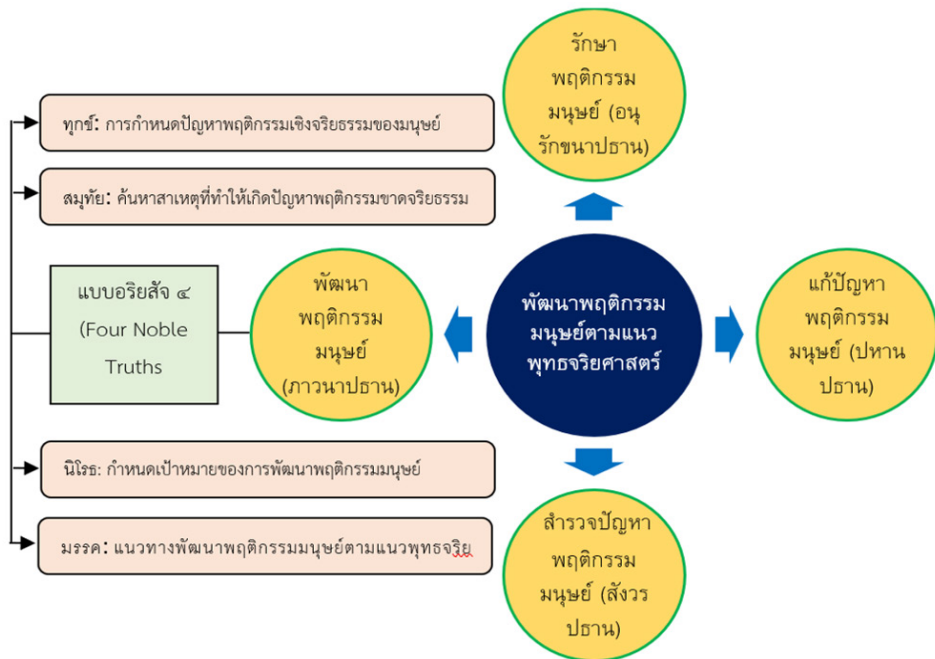 รักษา
พฤติกรรม
มนุษย์ (อนุ
รักขนาปธาน)
ทุกข์: การกำหนดปัญหาพฤติกรรมเชิงจริยธรรมของมนุษย์
สมุทัย: ค้นหาสาเหตุที่ทำให้เกิดปัญหาพฤติกรรมขาดจริยธรรม
แบบอริยสัจ ๔
(Four Noble
Truths
พัฒนา
พฤติกรรม
มนุษย์
(ภาวนาปธาน)
พัฒนาพฤติกรรม
มนุษย์ตามแนว
พุทธจริยศาสตร์
แก้ปัญหา
พฤติกรรม
มนุษย์ (ปหาน
ปธาน)
นิโรธ: กำหนดเป้าหมายของการพัฒนาพฤติกรรมมนุษย์
มรรค: แนวทางพัฒนาพฤติกรรมมนุษย์ตามแนวพุทธจริย
สำรวจปัญหา
พฤติกรรม
มนุษย์ (สังวร
ปธาน)